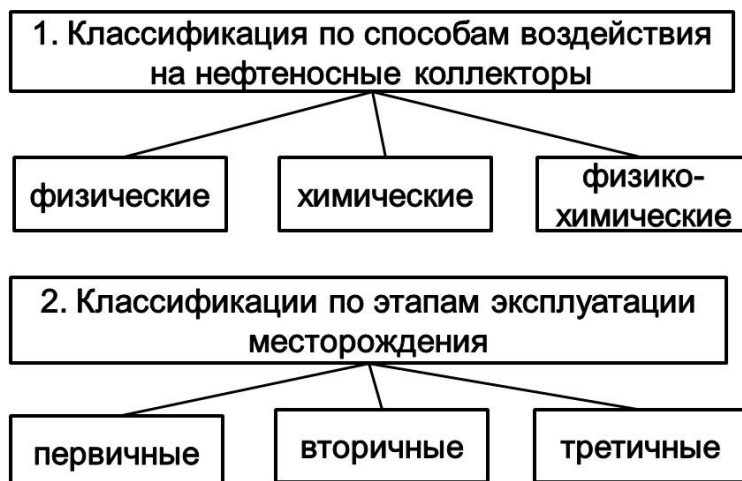 1. Классификация по способам воздействия
на нефтеносные коллекторы
физические
химические
физико-
химические
2. Классификации по этапам эксплуатации
месторождения
первичные
вторичные
третичные